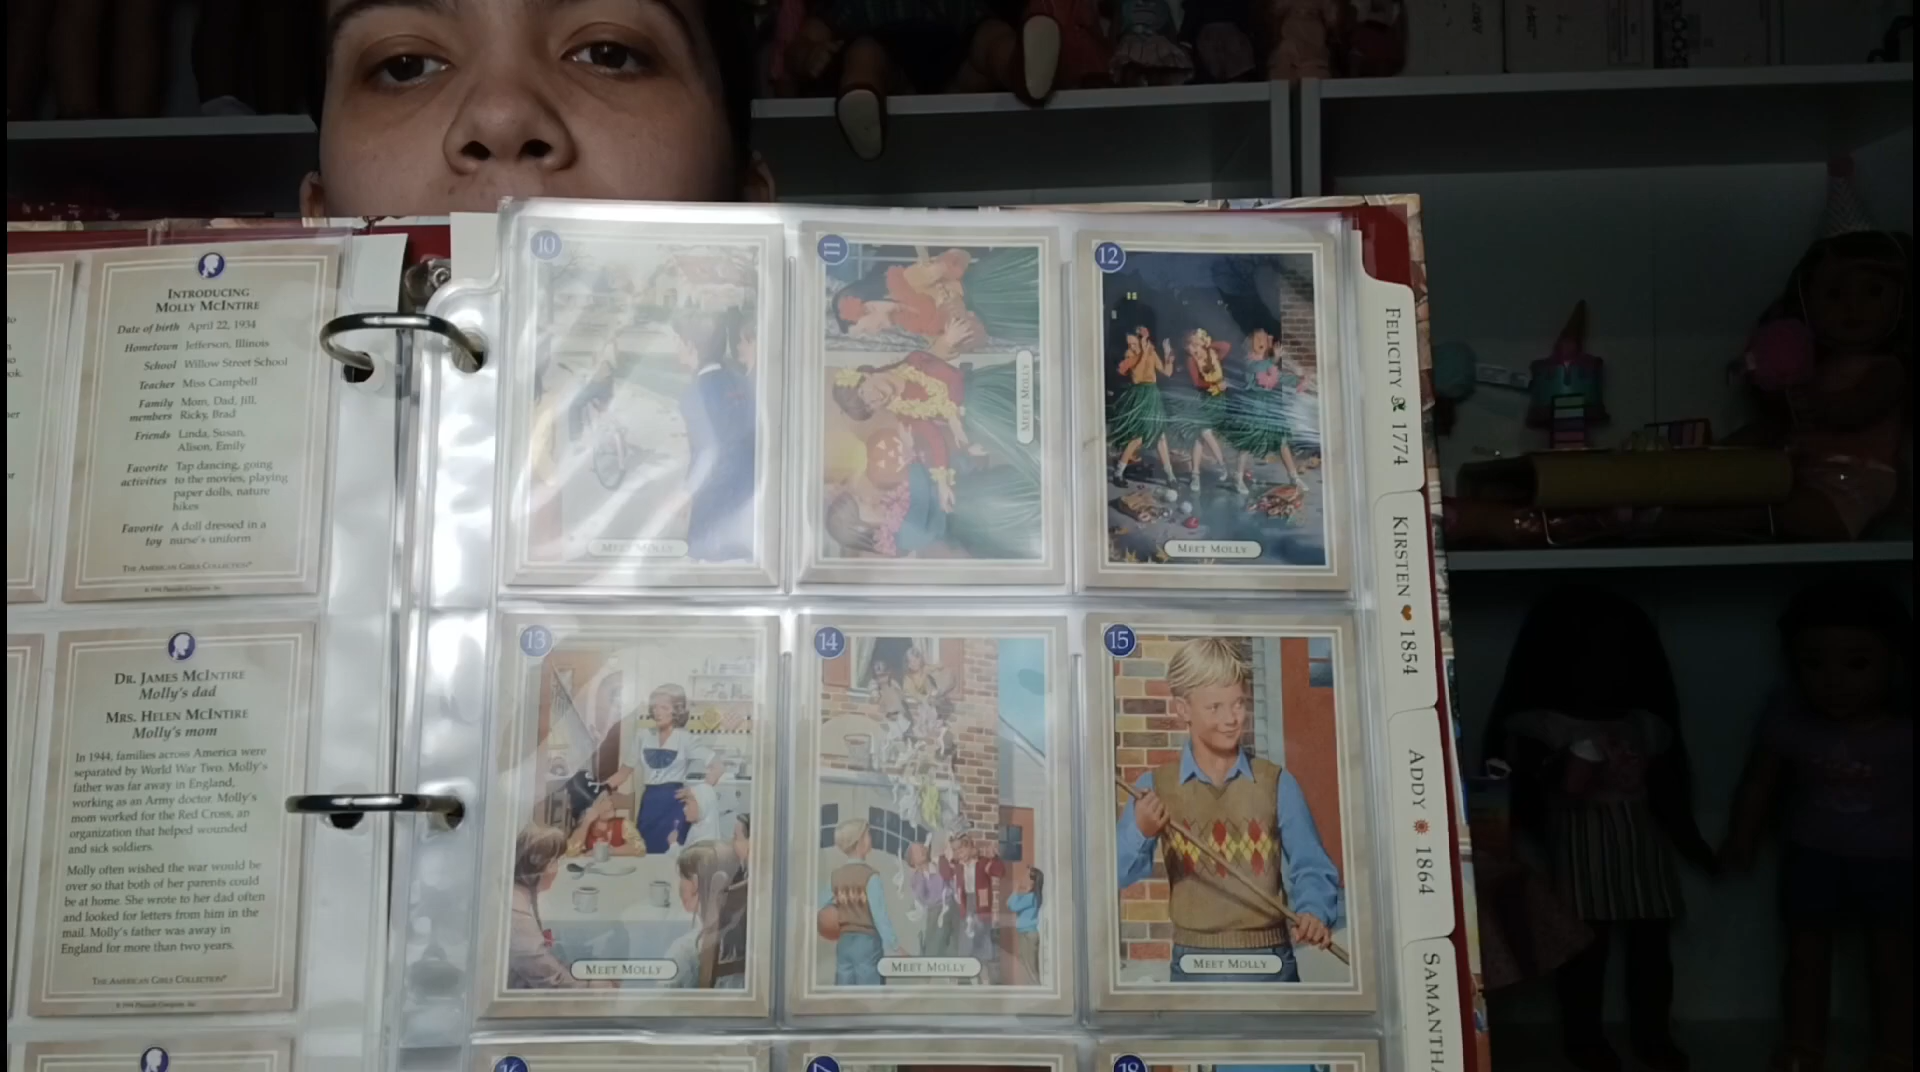 INTRODUCING
MOLLY MCINTIRE
Date of birth April 22, 1934
Hometown Jefferson, Illinois
School Willow Street School
Teacher Miss Campbell
Family members Mom, Dad, Jill,
Ricky, Brad
Friends Linda, Susan,
Alison, Emily
Favorite activities Tap dancing, going
to the movies, playing
paper dolls, nature
hikes
Favorite toy A doll dressed in a
nurse's uniform
THE AMERICAN GIRLS COLLECTION®
DR. JAMES MCINTIRE
Molly's dad
MRS. HELEN MCINTIRE
Molly's mom
In 1944, families across America were
separated by World War Two. Molly's
father was far away in England,
working as an Army doctor. Molly's
mom worked for the Red Cross, an
organization that helped wounded
and sick soldiers.
Molly often wished the war would be
over so that both of her parents could
be at home. She wrote to her dad often
and looked for letters from him in the
mail. Molly's father was away in
England for more than two years.
THE AMERICAN GIRLS COLLECTION®
10
MEET MOLLY
11
MEET MOLLY
12
MEET MOLLY
13
MEET MOLLY
14
MEET MOLLY
15
MEET MOLLY
16
17
18
FELICITY 1774
KIRSTEN 1854
ADDY 1864
SAMANTHA